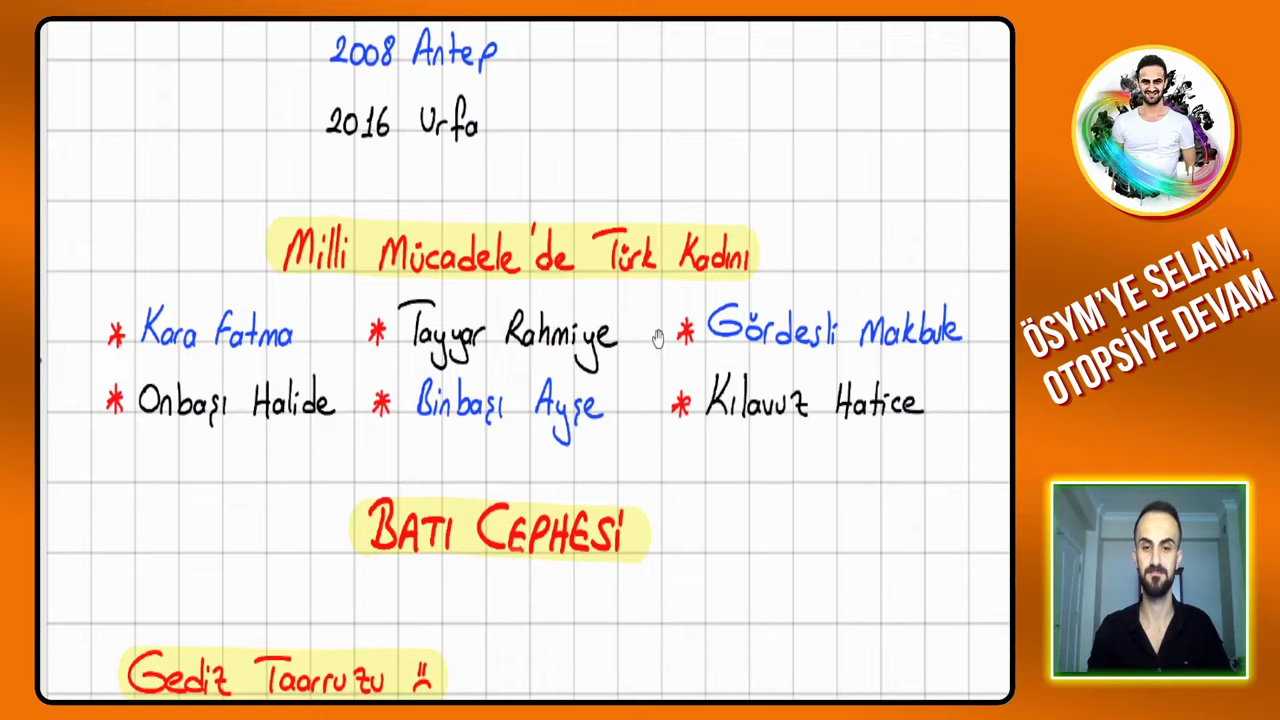 2008 Antep
2016 Urfa
Milli Mücadele'de Türk Kadını
* Kara Fatma * Tayyar Rahmiye * Gördesli Makbule
* Onbaşı Halide * Binbaşı Ayşe * Kılavuz Hatice
BATI CEPHESİ
Gediz Taarruzu
ÖSYM'YE SELAM,
OTOPSİYE DEVAM